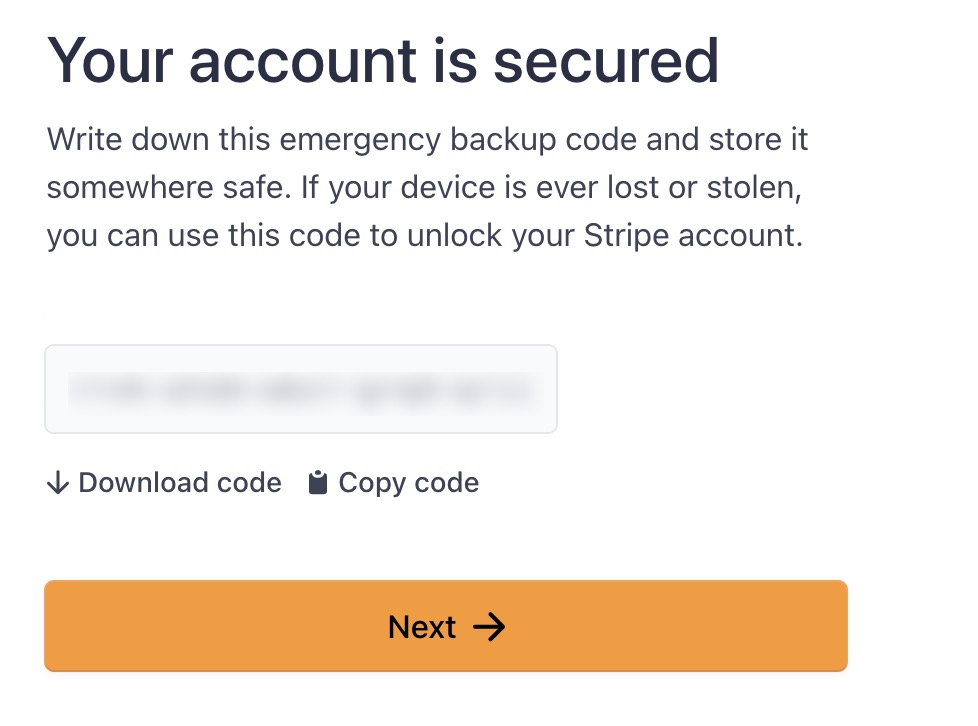 Your account is secured
Write down this emergency backup code and store it
somewhere safe. If your device is ever lost or stolen,
you can use this code to unlock your Stripe account.
Download code Copy code
Next